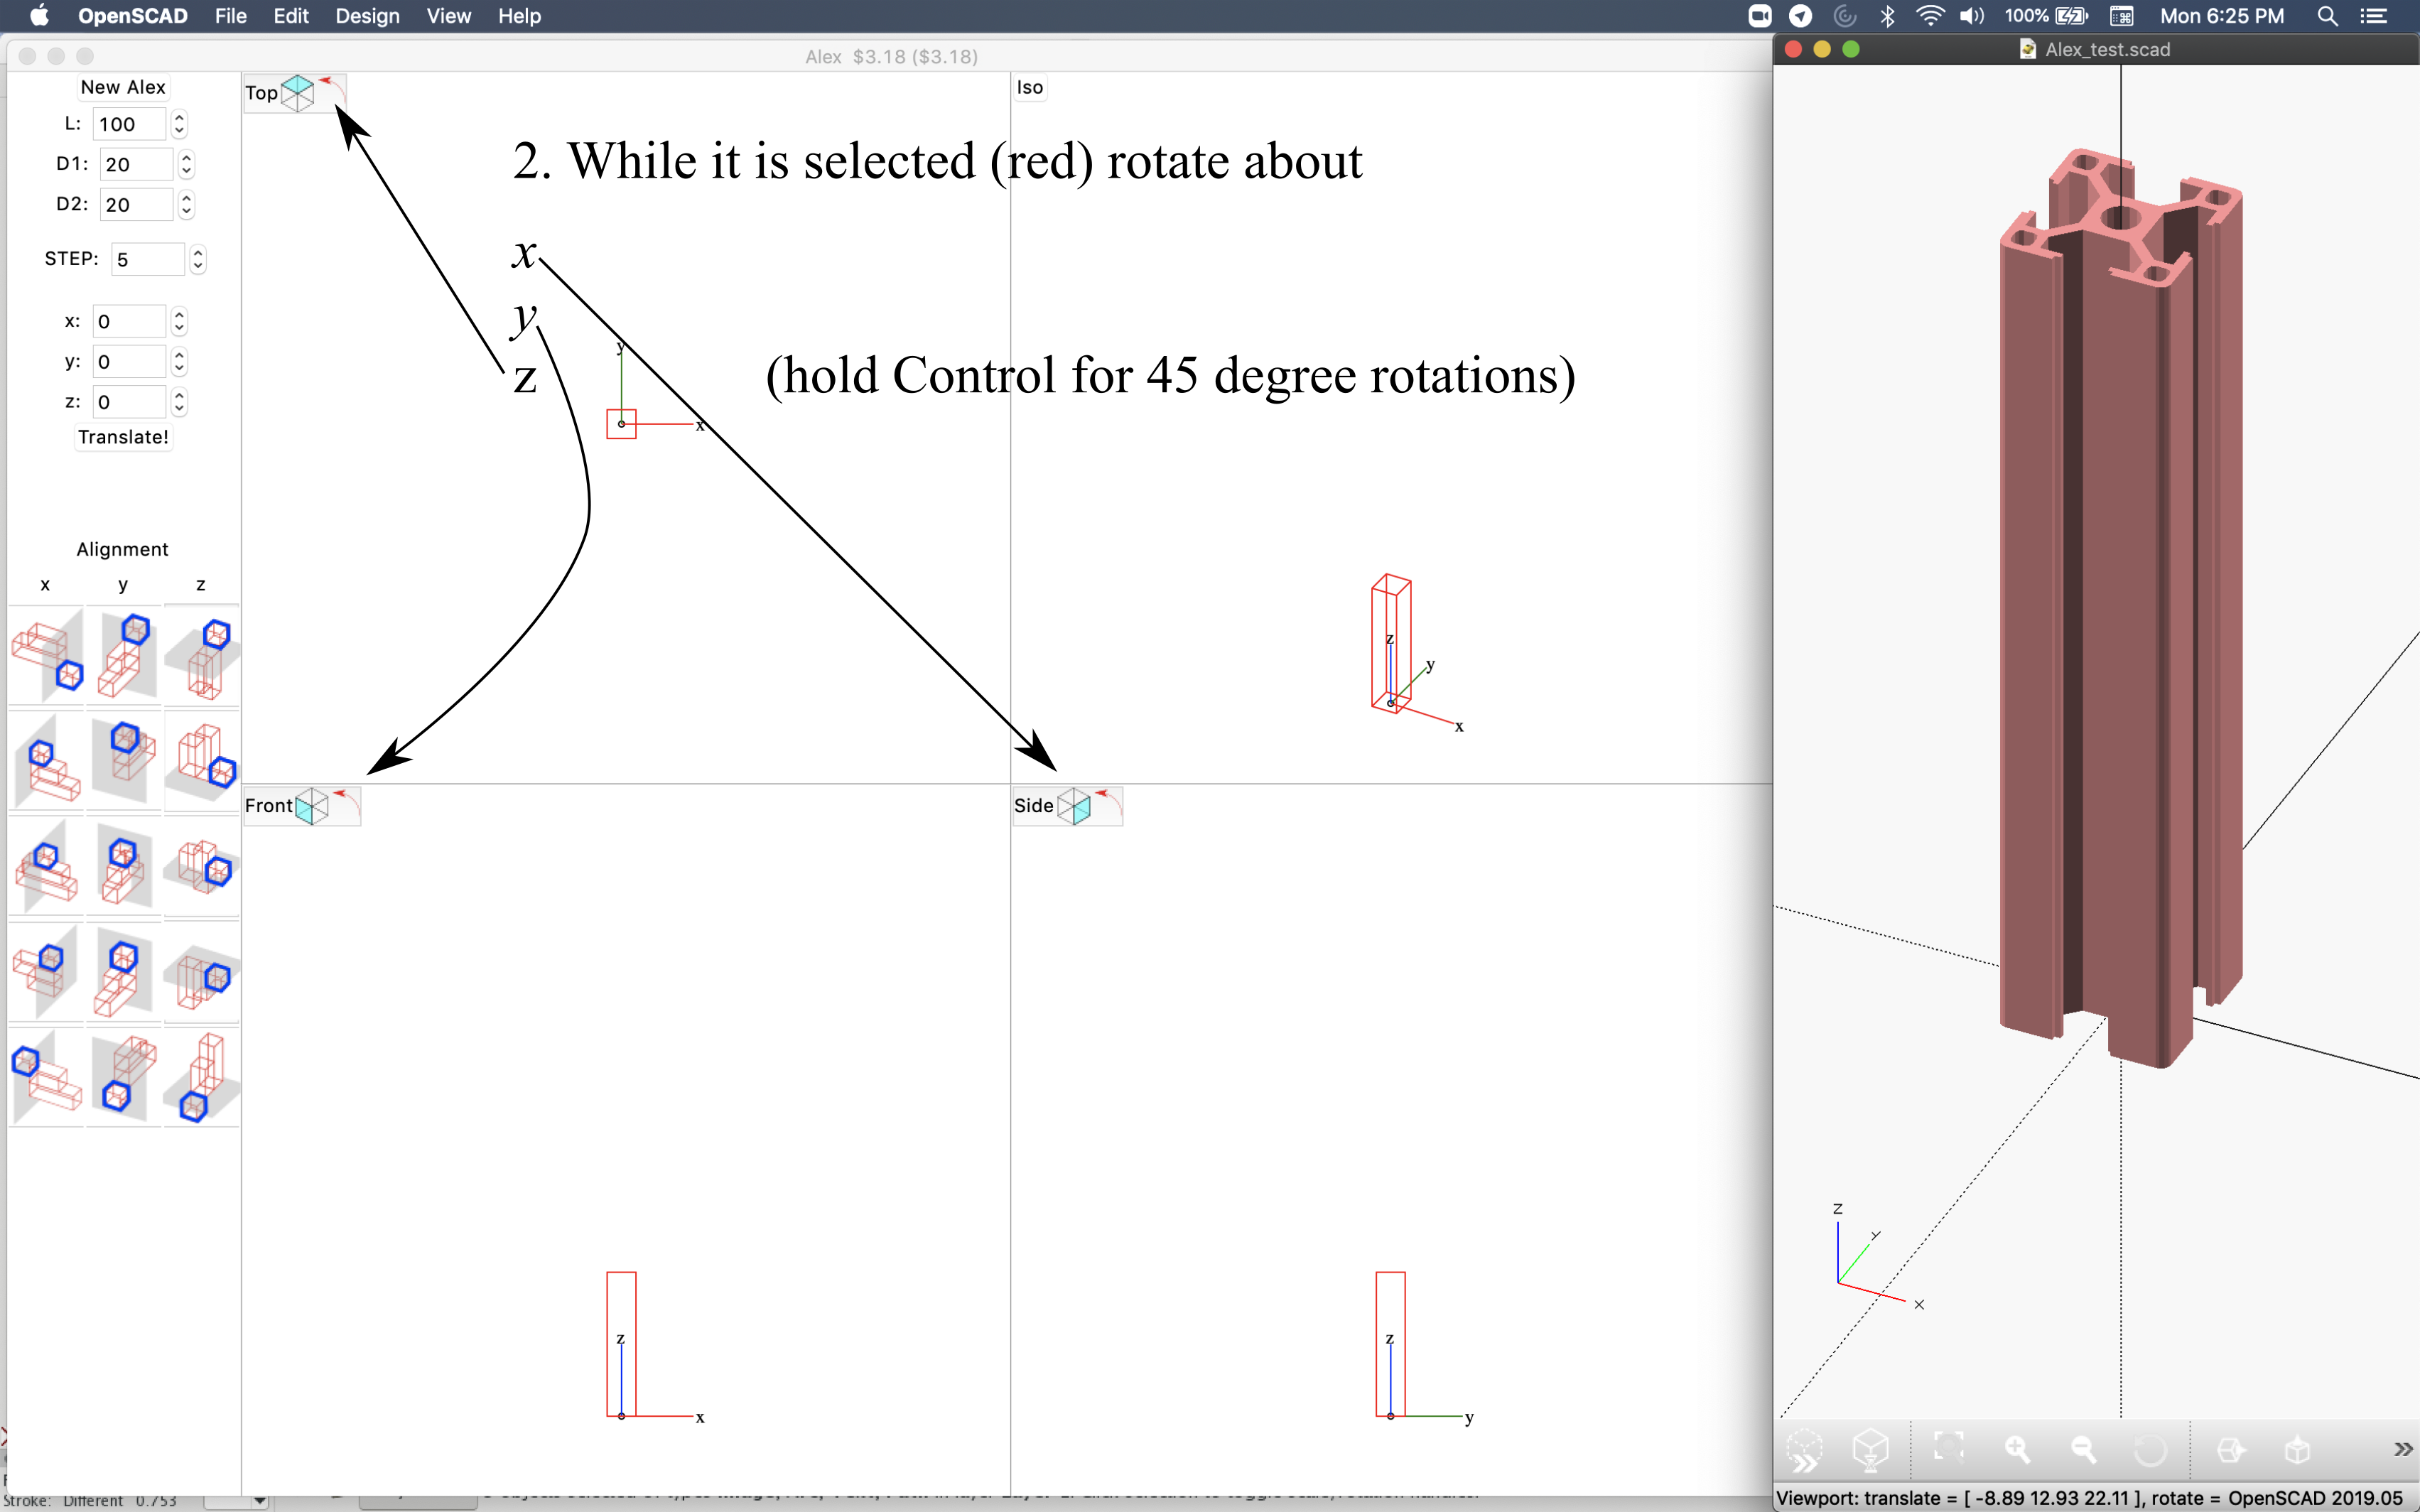 OpenSCAD File Edit Design View Help
100% Mon 6:25 PM
Alex $3.18 ($3.18)
Alex_test.scad
New Alex
L: 100
D1: 20
D2: 20
STEP: 5
x: 0
y: 0
z: 0
Translate!
Alignment
x y z
Top
Iso
2. While it is selected (red) rotate about
x
y
z
(hold Control for 45 degree rotations)
y
x
z
y
x
Front
Side
z
x
z
y
Z
Y
X
Viewport: translate = [ -8.89 12.93 22.11 ], rotate = OpenSCAD 2019.05
Stroke: Different 0.753